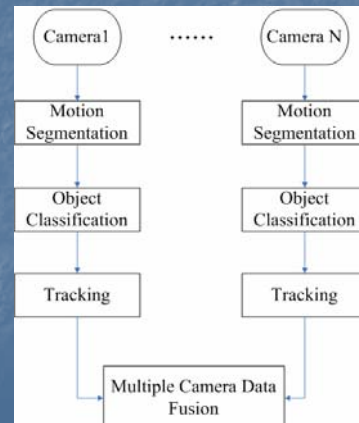 Camera1 ...... Camera N
Motion
Segmentation
Motion
Segmentation
Object
Classification
Object
Classification
Tracking
Tracking
Multiple Camera Data
Fusion